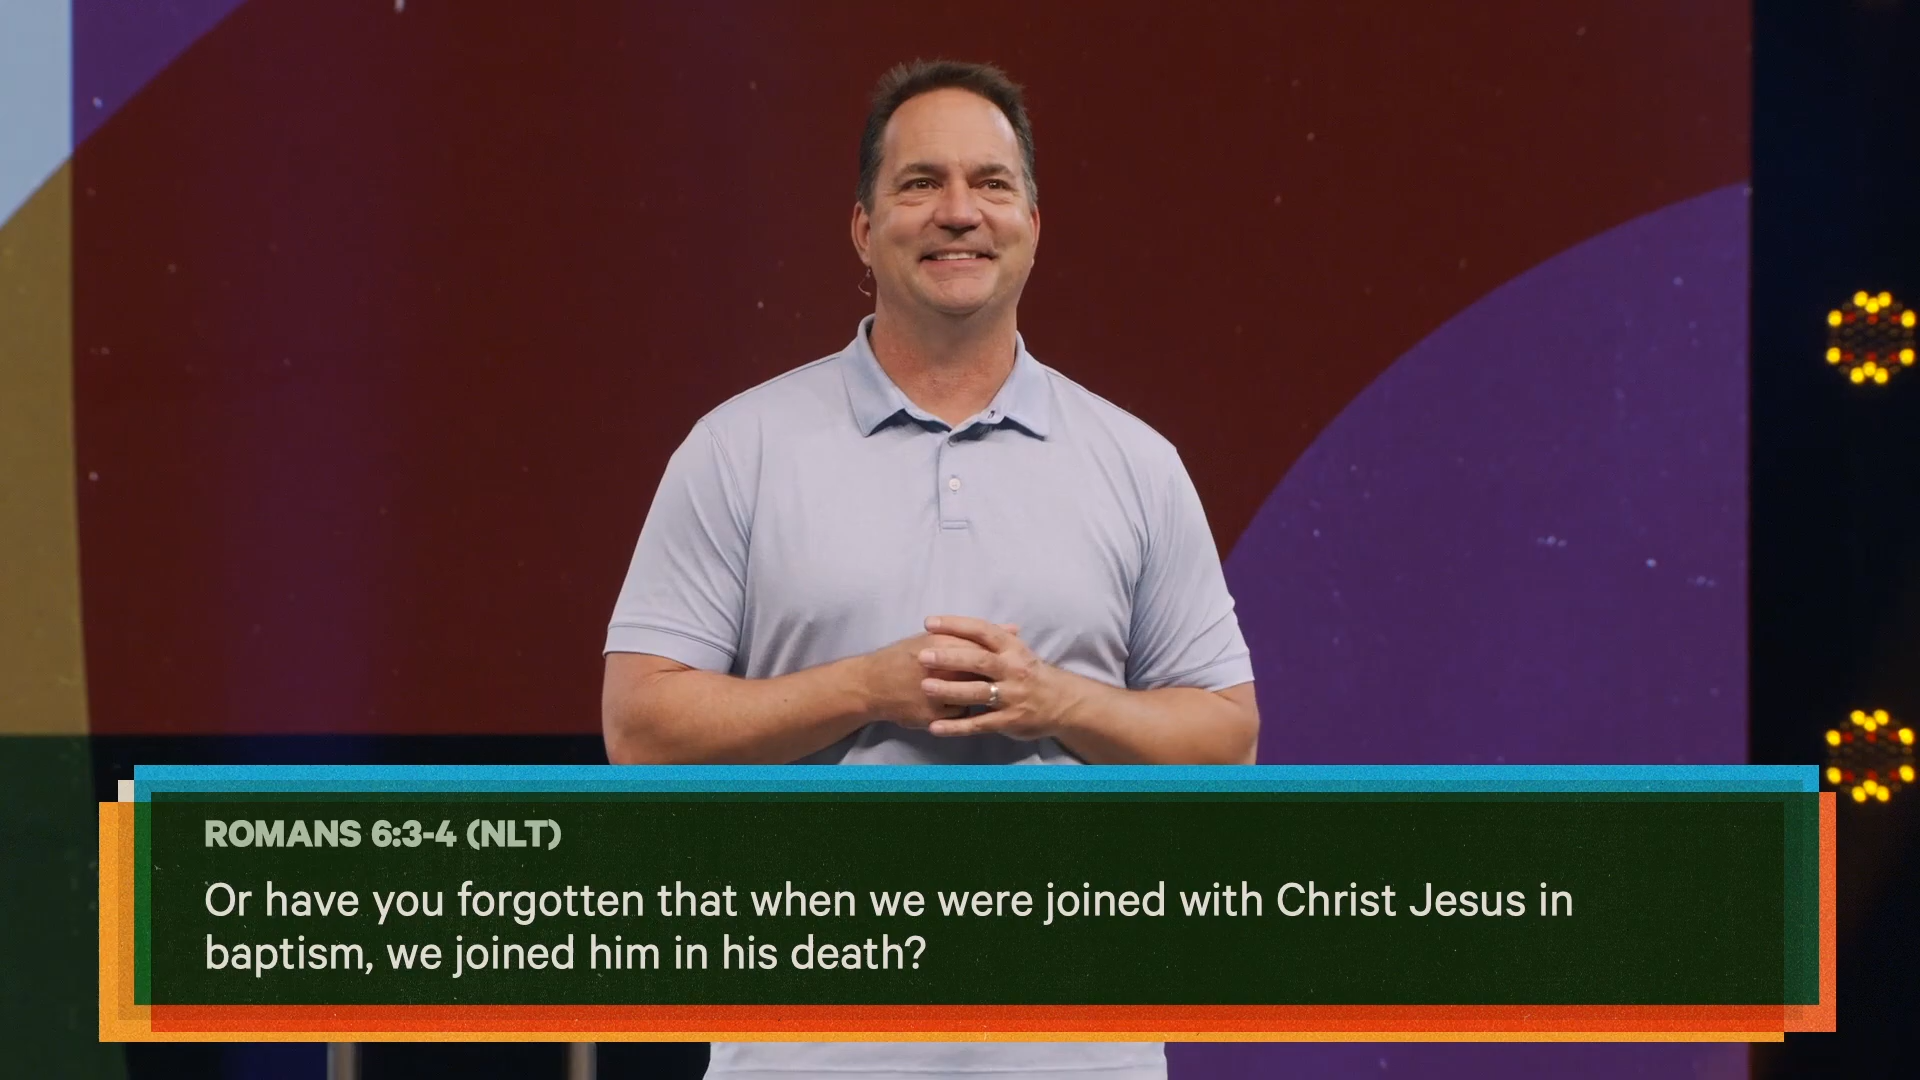 ROMANS 6:3-4 (NLT)
Or have you forgotten that when we were joined with Christ Jesus in
baptism, we joined him in his death?